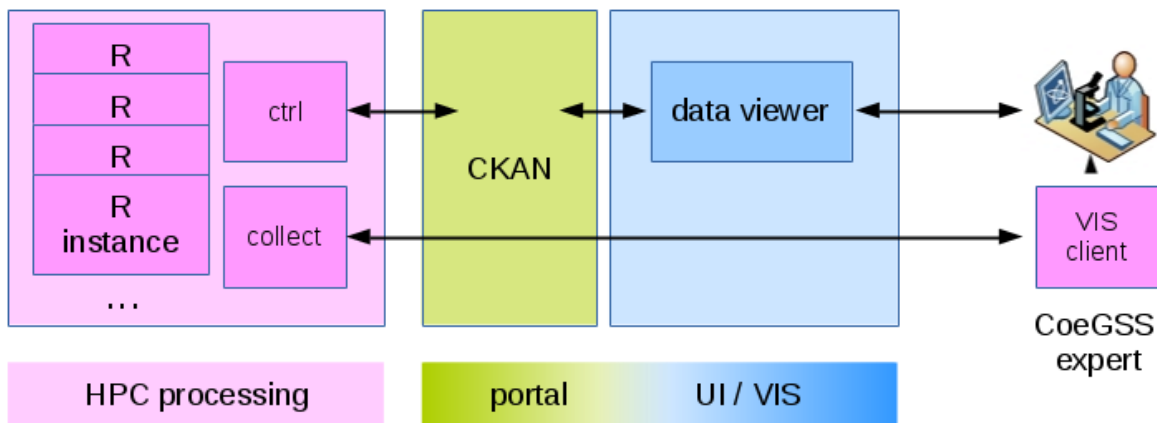 R
R
R
R
instance
...
ctrl
collect
CKAN
data viewer
VIS
client
CoeGSS
expert
HPC processing
portal
UI / VIS